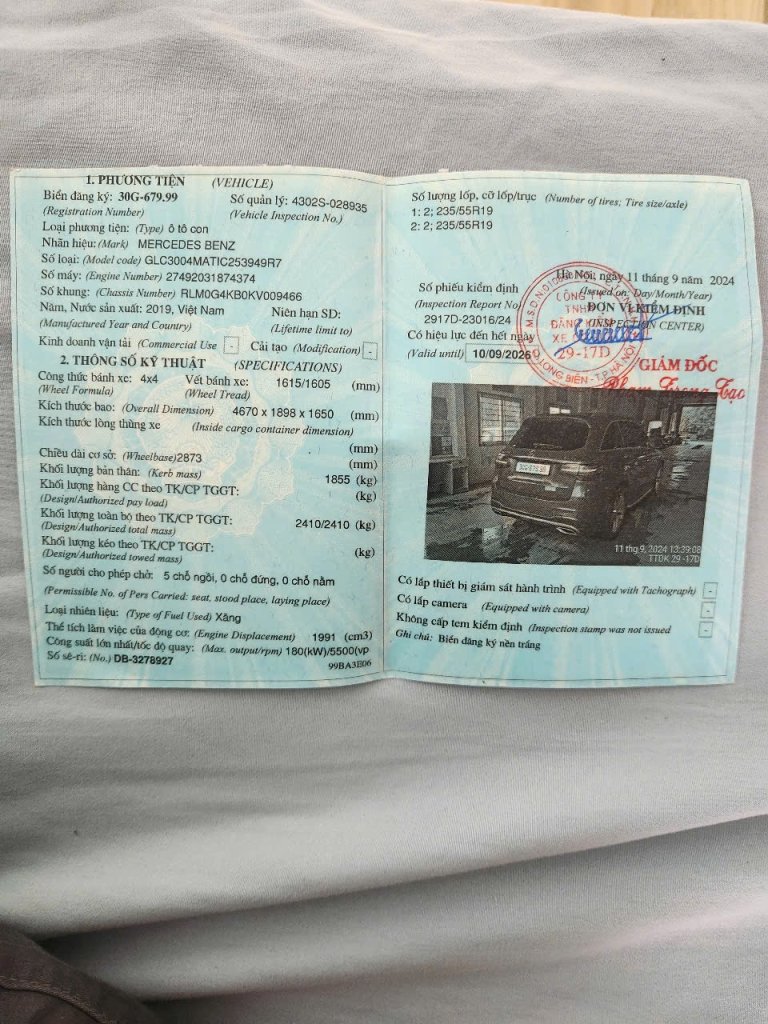 1. PHƯƠNG TIỆN (VEHICLE)
Biển đăng ký: 30G-679.99 Số quản lý: 4302S-028935
(Registration Number) (Vehicle Inspection No.)
Loại phương tiện: (Type) ô tô con
Nhãn hiệu: (Mark) MERCEDES BENZ
Số loại: (Model code) GLC3004MATIC253949R7
Số máy: (Engine Number) 27492031874374
Số khung: (Chassis Number) RLM0G4KB0KV009466
Năm, Nước sản xuất: 2019, Việt Nam Niên hạn SD:
(Manufactured Year and Country) (Lifetime limit to)
Kinh doanh vận tải (Commercial Use - Cải tạo (Modification) -
2. THÔNG SỐ KỸ THUẬT (SPECIFICATIONS)
Công thức bánh xe: 4x4 Vết bánh xe: 1615/1605 (mm)
(Wheel Formula) (Wheel Tread)
Kích thước bao: (Overall Dimension) 4670 x 1898 x 1650 (mm)
Kích thước lòng thùng xe (Inside cargo container dimension)
(mm)
Chiều dài cơ sở: (Wheelbase) 2873 (mm)
Khối lượng bản thân: (Kerb mass) 1855 (kg)
Khối lượng hàng CC theo TK/CP TGGT: (kg)
(Design/Authorized pay load)
Khối lượng toàn bộ theo TK/CP TGGT: 2410/2410 (kg)
(Design/Authorized total mass)
Khối lượng kéo theo TK/CP TGGT: (kg)
(Design/Authorized towed mass)
Số người cho phép chở: 5 chỗ ngồi, 0 chỗ đứng, 0 chỗ nằm
(Permissible No. of Pers Carried: seat, stood place, laying place)
Loại nhiên liệu: (Type of Fuel Used) Xăng
Thể tích làm việc của động cơ: (Engine Displacement) 1991 (cm3)
Công suất lớn nhất/tốc độ quay: (Max. output/rpm) 180(kW)/5500(vp
Số sê-ri: (No.) DB-3278927 99BA3E06
Số lượng lốp, cỡ lốp/trục (Number of tires; Tire size/axle)
1: 2; 235/55R19
2: 2; 235/55R19
Hà Nội, ngày 11 tháng 9 năm 2024
Số phiếu kiểm định (Issued on: Day/Month/Year)
(Inspection Report No ĐƠN VỊ KIỂM ĐỊNH
2917D-23016/24 (INSPECTION CENTER)
Có hiệu lực đến hết ngày
(Valid until) 10/09/2026
CÔNG TY
TNHH
ĐĂNG KIỂM
XE
29-17D
Q.LONG BIÊN - T.P HÀ NỘI
GIÁM ĐỐC
Phạm Trọng Tạo
11 thg 9, 2024 13:39:08
TTDK 29 -17D
Có lắp thiết bị giám sát hành trình (Equipped with Tachograph) -
Có lắp camera (Equipped with camera) -
Không cấp tem kiểm định (Inspection stamp was not issued -
Ghi chú: Biển đăng ký nền trắng